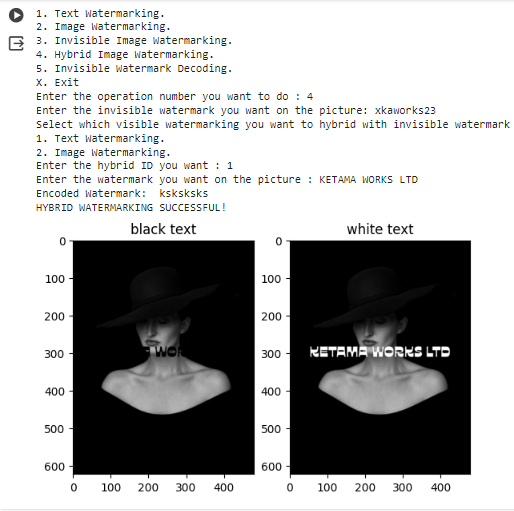 1. Text Watermarking.
2. Image Watermarking.
3. Invisible Image Watermarking.
4. Hybrid Image Watermarking.
5. Invisible Watermark Decoding.
X. Exit
Enter the operation number you want to do : 4
Enter the invisible watermark you want on the picture: xkaworks23
Select which visible watermarking you want to hybrid with invisible watermark
1. Text Watermarking.
2. Image Watermarking.
Enter the hybrid ID you want : 1
Enter the watermark you want on the picture : KETAMA WORKS LTD
Encoded Watermark:  ksksksks
HYBRID WATERMARKING SUCCESSFUL!
black text
white text
0
100
200
300
400
500
600
0 100 200 300 400
WO
0
100
200
300
400
500
600
0 100 200 300 400
KETAMA WORKS LTD